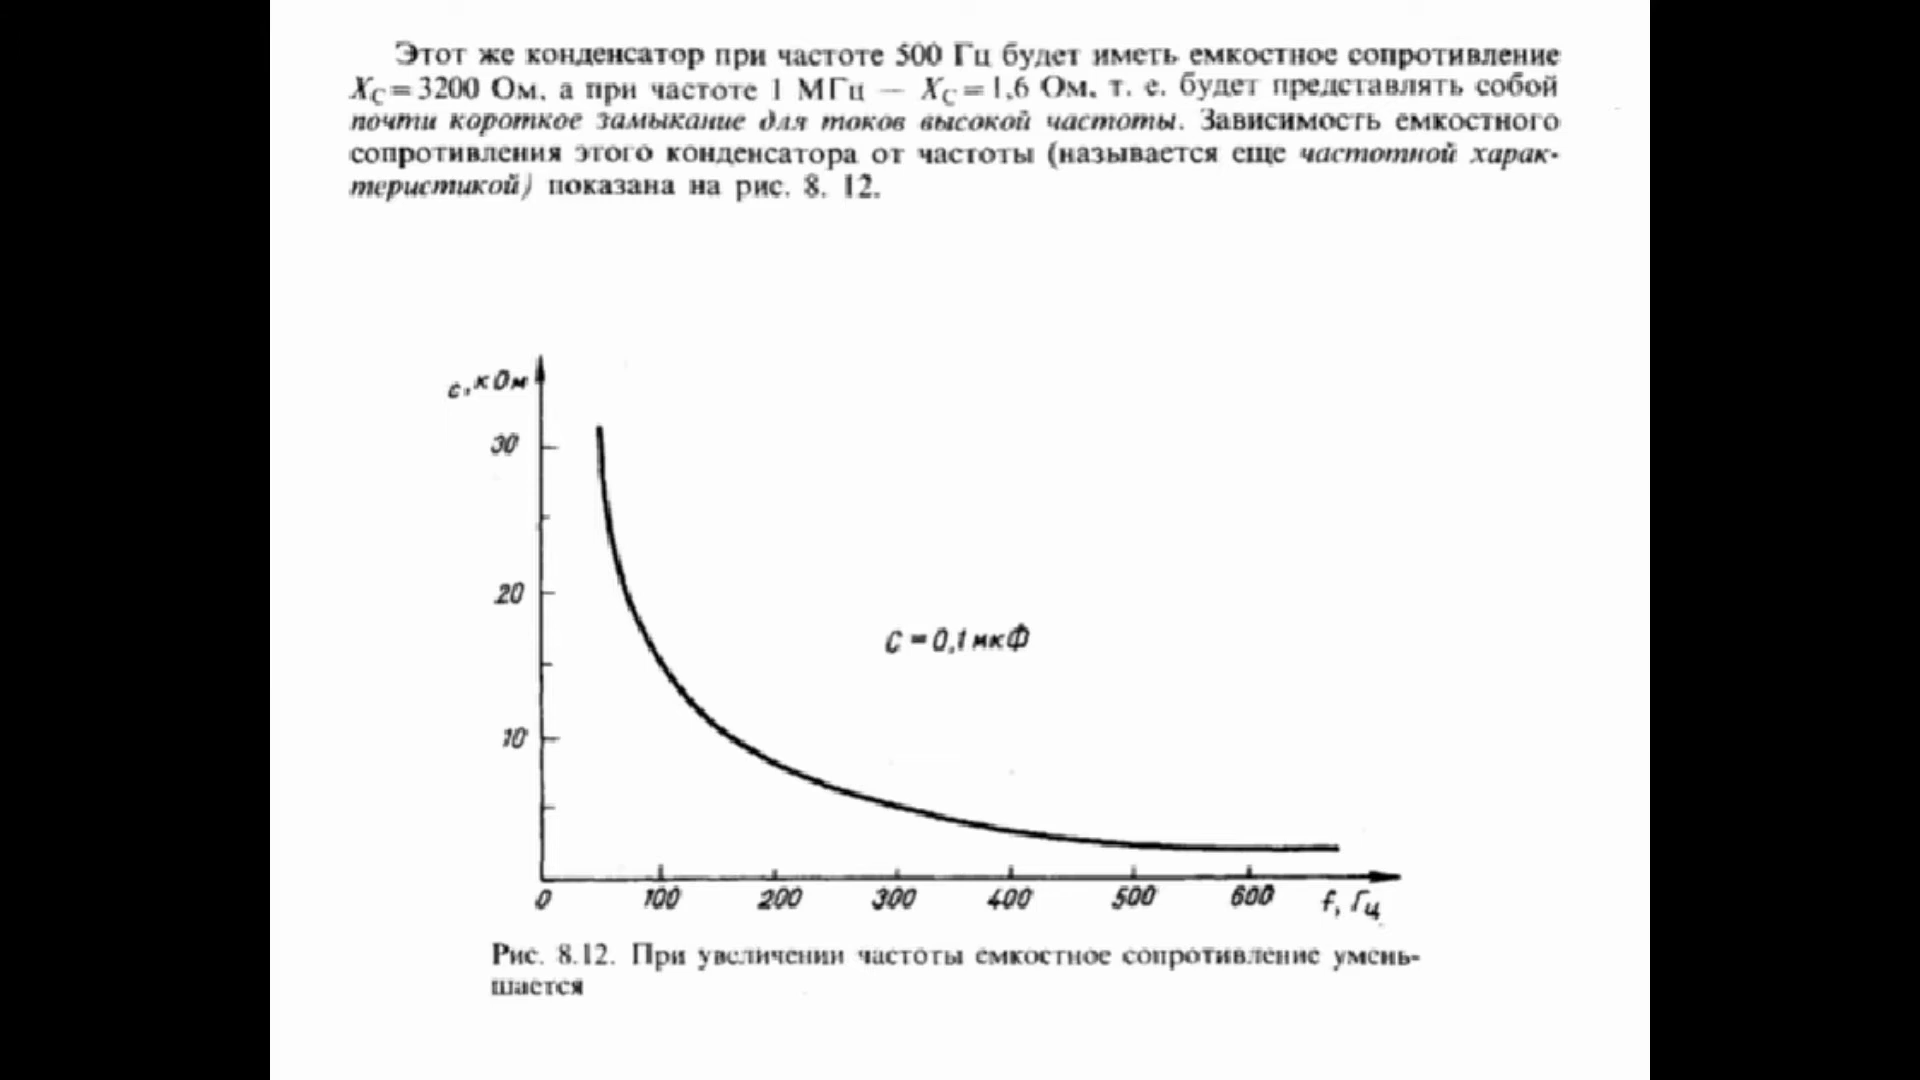 Этот же конденсатор при частоте 500 Гц будет иметь емкостное сопротивление
X_C = 3200 Ом, а при частоте 1 МГц — X_C = 1,6 Ом, т. е. будет представлять собой
почти короткое замыкание для токов высокой частоты. Зависимость емкостного
сопротивления этого конденсатора от частоты (называется еще частотной харак-
теристикой) показана на рис. 8. 12.
с, кОм
30
20
C = 0,1 мкФ
10
0 100 200 300 400 500 600 f, Гц
Рис. 8.12. При увеличении частоты емкостное сопротивление умень-
шается